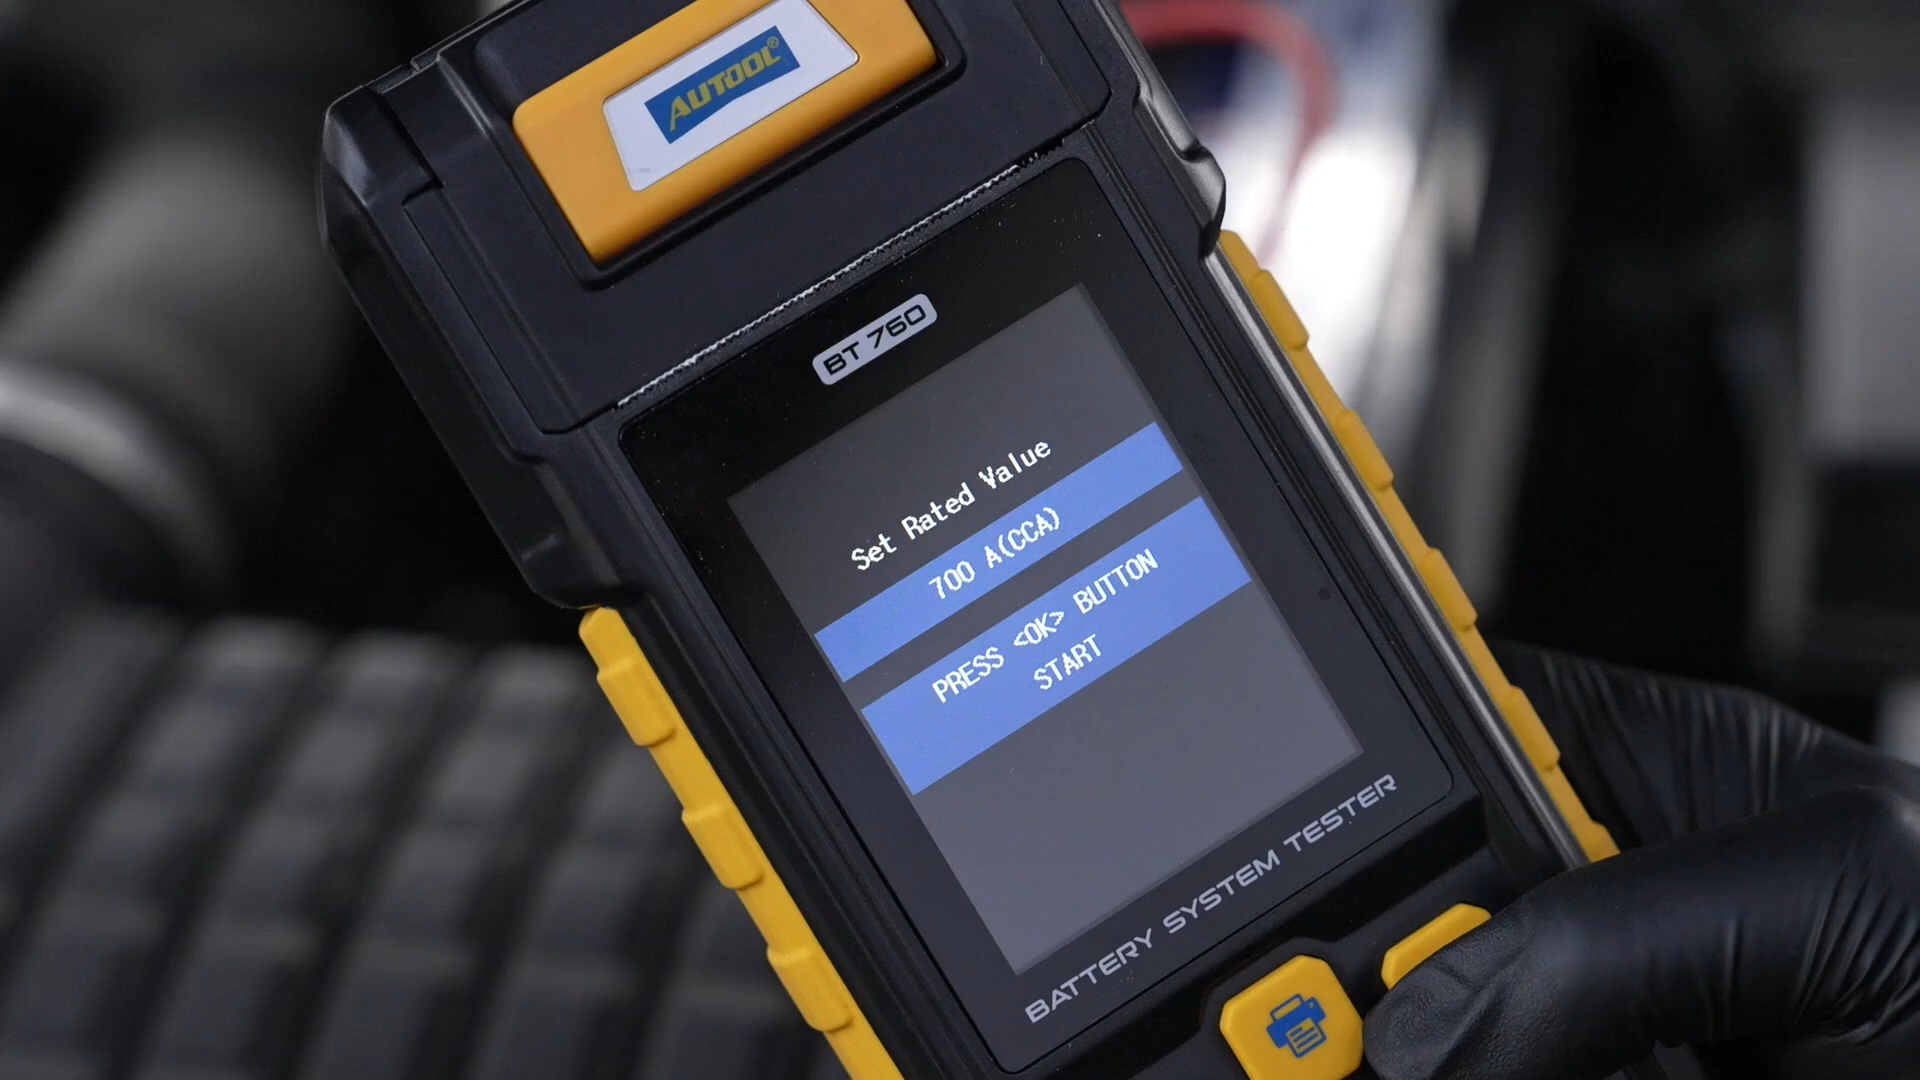 AUTOOL®
BT 760
Set Rated Value
700 A(CCA)
PRESS <OK> BUTTON
START
BATTERY SYSTEM TESTER